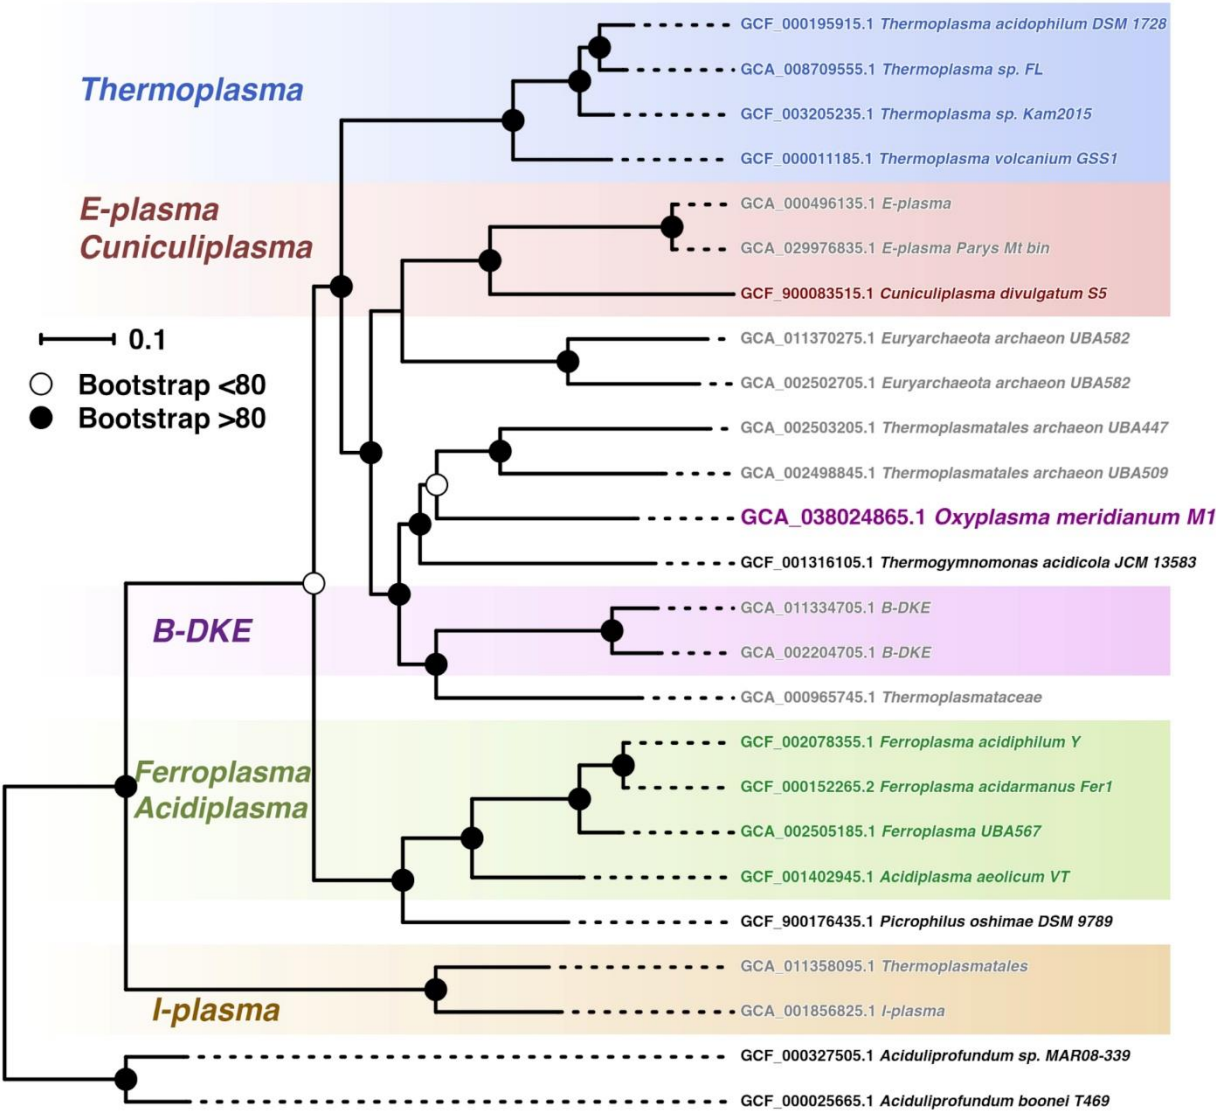 Thermoplasma
E-plasma
Cuniculiplasma
0.1
Bootstrap <80
Bootstrap >80
B-DKE
Ferroplasma
Acidiplasma
I-plasma
GCF_000195915.1 Thermoplasma acidophilum DSM 1728
GCA_008709555.1 Thermoplasma sp. FL
GCF_003205235.1 Thermoplasma sp. Kam2015
GCF_000011185.1 Thermoplasma volcanium GSS1
GCA_000496135.1 E-plasma
GCA_029976835.1 E-plasma Parys Mt bin
GCF_900083515.1 Cuniculiplasma divulgatum S5
GCA_011370275.1 Euryarchaeota archaeon UBA582
GCA_002502705.1 Euryarchaeota archaeon UBA582
GCA_002503205.1 Thermoplasmatales archaeon UBA447
GCA_002498845.1 Thermoplasmatales archaeon UBA509
GCA_038024865.1 Oxyplasma meridianum M1
GCF_001316105.1 Thermogymnomonas acidicola JCM 13583
GCA_011334705.1 B-DKE
GCA_002204705.1 B-DKE
GCA_000965745.1 Thermoplasmataceae
GCF_002078355.1 Ferroplasma acidiphilum Y
GCF_000152265.2 Ferroplasma acidarmanus Fer1
GCA_002505185.1 Ferroplasma UBA567
GCF_001402945.1 Acidiplasma aeolicum VT
GCF_900176435.1 Picrophilus oshimae DSM 9789
GCA_011358095.1 Thermoplasmatales
GCA_001856825.1 I-plasma
GCF_000327505.1 Aciduliprofundum sp. MAR08-339
GCF_000025665.1 Aciduliprofundum boonei T469